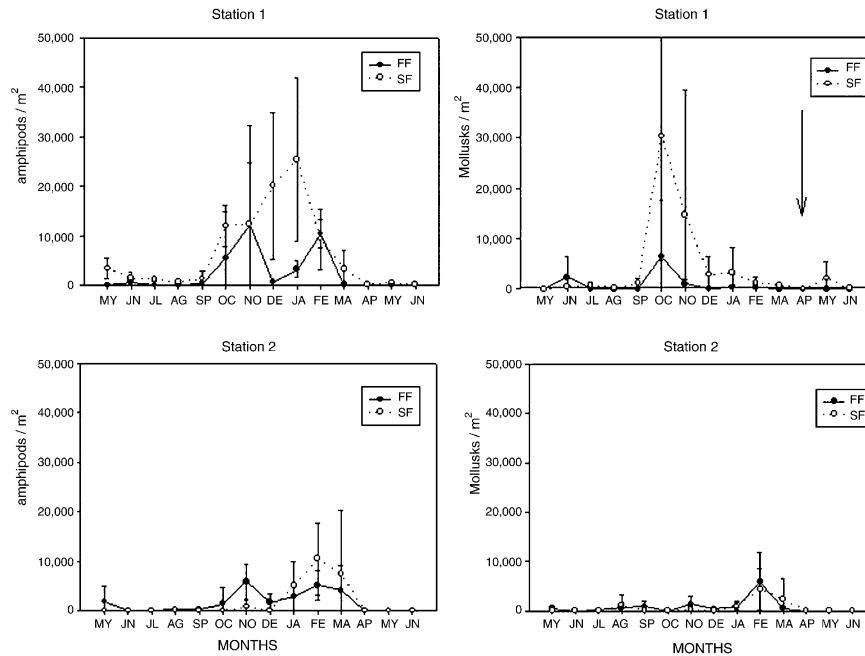 Station 1
50,000
40,000
30,000
20,000
10,000
0
amphipods / m²
FF
SF
MY JN JL AG SP OC NO DE JA FE MA AP MY JN
Station 1
50,000
40,000
30,000
20,000
10,000
0
Mollusks / m²
FF
SF
MY JN JL AG SP OC NO DE JA FE MA AP MY JN
Station 2
50,000
40,000
30,000
20,000
10,000
0
amphipods / m²
FF
SF
MY JN JL AG SP OC NO DE JA FE MA AP MY JN
MONTHS
Station 2
50,000
40,000
30,000
20,000
10,000
0
Mollusks / m²
FF
SF
MY JN JL AG SP OC NO DE JA FE MA AP MY JN
MONTHS